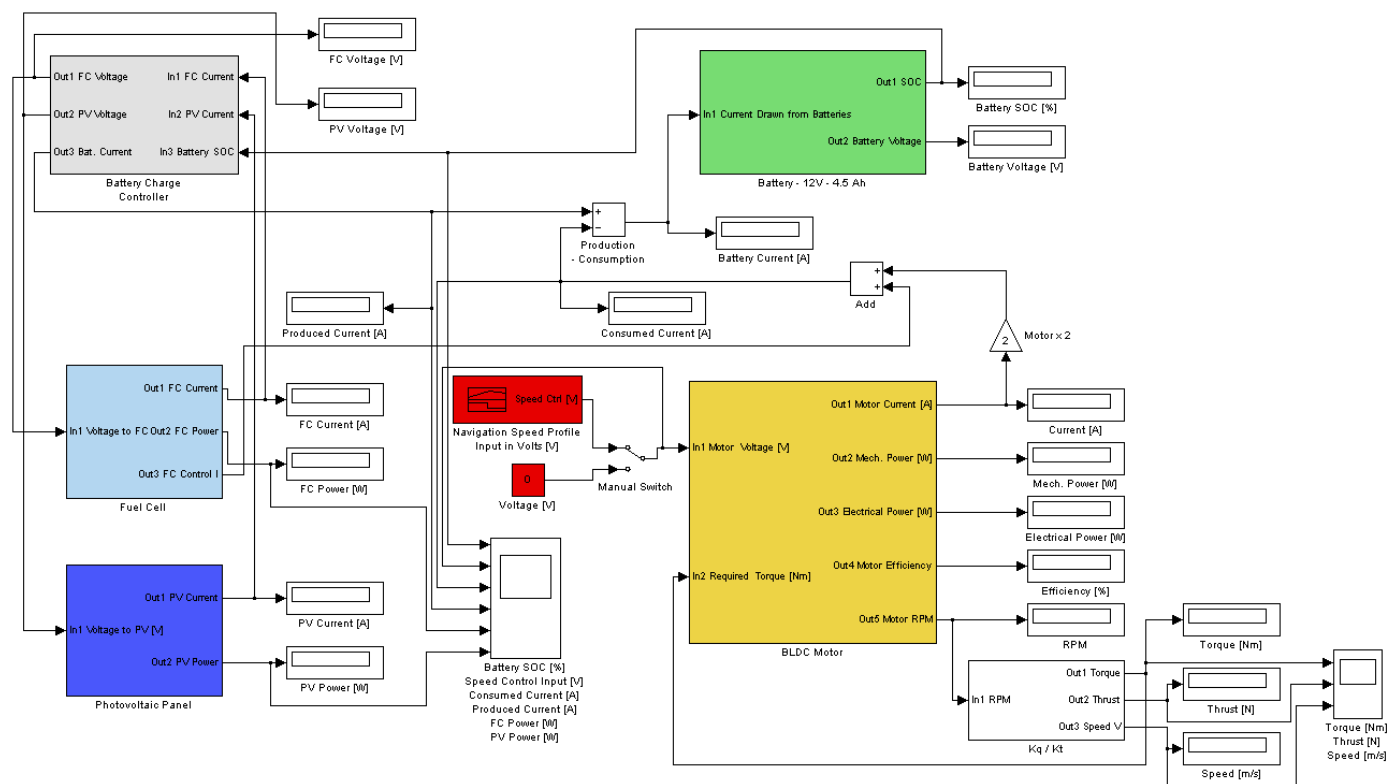 FC Voltage [V]
Out1 FC Voltage
In1 FC Current
Out2 PV Voltage
In2 PV Current
Out3 Bat. Current
In3 Battery SOC
Battery Charge
Controller
PV Voltage [V]
Out1 SOC
In1 Current Drawn from Batteries
Out2 Battery Voltage
Battery - 12V - 4.5 Ah
Battery SOC [%]
Battery Voltage [V]
+
−
Production
- Consumption
Battery Current [A]
+
+
Add
Produced Current [A]
Consumed Current [A]
2
Motor x 2
Out1 FC Current
In1 Voltage to FC
Out2 FC Power
Out3 FC Control I
Fuel Cell
FC Current [A]
FC Power [W]
Speed Ctrl [V]
Navigation Speed Profile
Input in Volts [V]
0
Voltage [V]
Manual Switch
Out1 Motor Current [A]
In1 Motor Voltage [V]
Out2 Mech. Power [W]
Out3 Electrical Power [W]
Out4 Motor Efficiency
In2 Required Torque [Nm]
Out5 Motor RPM
BLDC Motor
Current [A]
Mech. Power [W]
Electrical Power [W]
Efficiency [%]
RPM
Out1 PV Current
In1 Voltage to PV [V]
Out2 PV Power
Photovoltaic Panel
PV Current [A]
PV Power [W]
Battery SOC [%]
Speed Control Input [V]
Consumed Current [A]
Produced Current [A]
FC Power [W]
PV Power [W]
Out1 Torque
In1 RPM
Out2 Thrust
Out3 Speed V
Kq / Kt
Torque [Nm]
Thrust [N]
Speed [m/s]
Torque [Nm]
Thrust [N]
Speed [m/s]